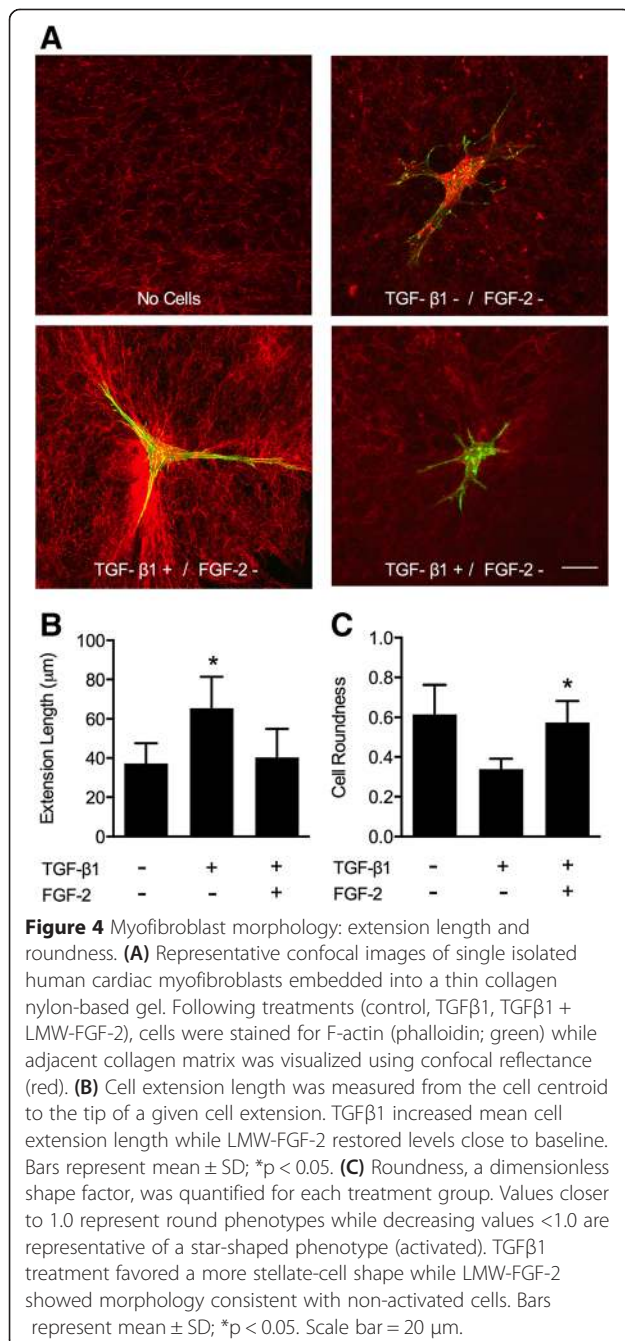 A
No Cells
TGF- β1 - / FGF-2 -
TGF- β1 + / FGF-2 -
TGF- β1 + / FGF-2 -
B
Extension Length (μm)
100
80
60
40
20
0
*
TGF-β1 - + +
FGF-2 - - +
C
Cell Roundness
1.0
0.8
0.6
0.4
0.2
0.0
*
TGF-β1 - + +
FGF-2 - - +
Figure 4 Myofibroblast morphology: extension length and
roundness. (A) Representative confocal images of single isolated
human cardiac myofibroblasts embedded into a thin collagen
nylon-based gel. Following treatments (control, TGFβ1, TGFβ1 +
LMW-FGF-2), cells were stained for F-actin (phalloidin; green) while
adjacent collagen matrix was visualized using confocal reflectance
(red). (B) Cell extension length was measured from the cell centroid
to the tip of a given cell extension. TGFβ1 increased mean cell
extension length while LMW-FGF-2 restored levels close to baseline.
Bars represent mean ± SD; *p < 0.05. (C) Roundness, a dimensionless
shape factor, was quantified for each treatment group. Values closer
to 1.0 represent round phenotypes while decreasing values <1.0 are
representative of a star-shaped phenotype (activated). TGFβ1
treatment favored a more stellate-cell shape while LMW-FGF-2
showed morphology consistent with non-activated cells. Bars
represent mean ± SD; *p < 0.05. Scale bar = 20 μm.